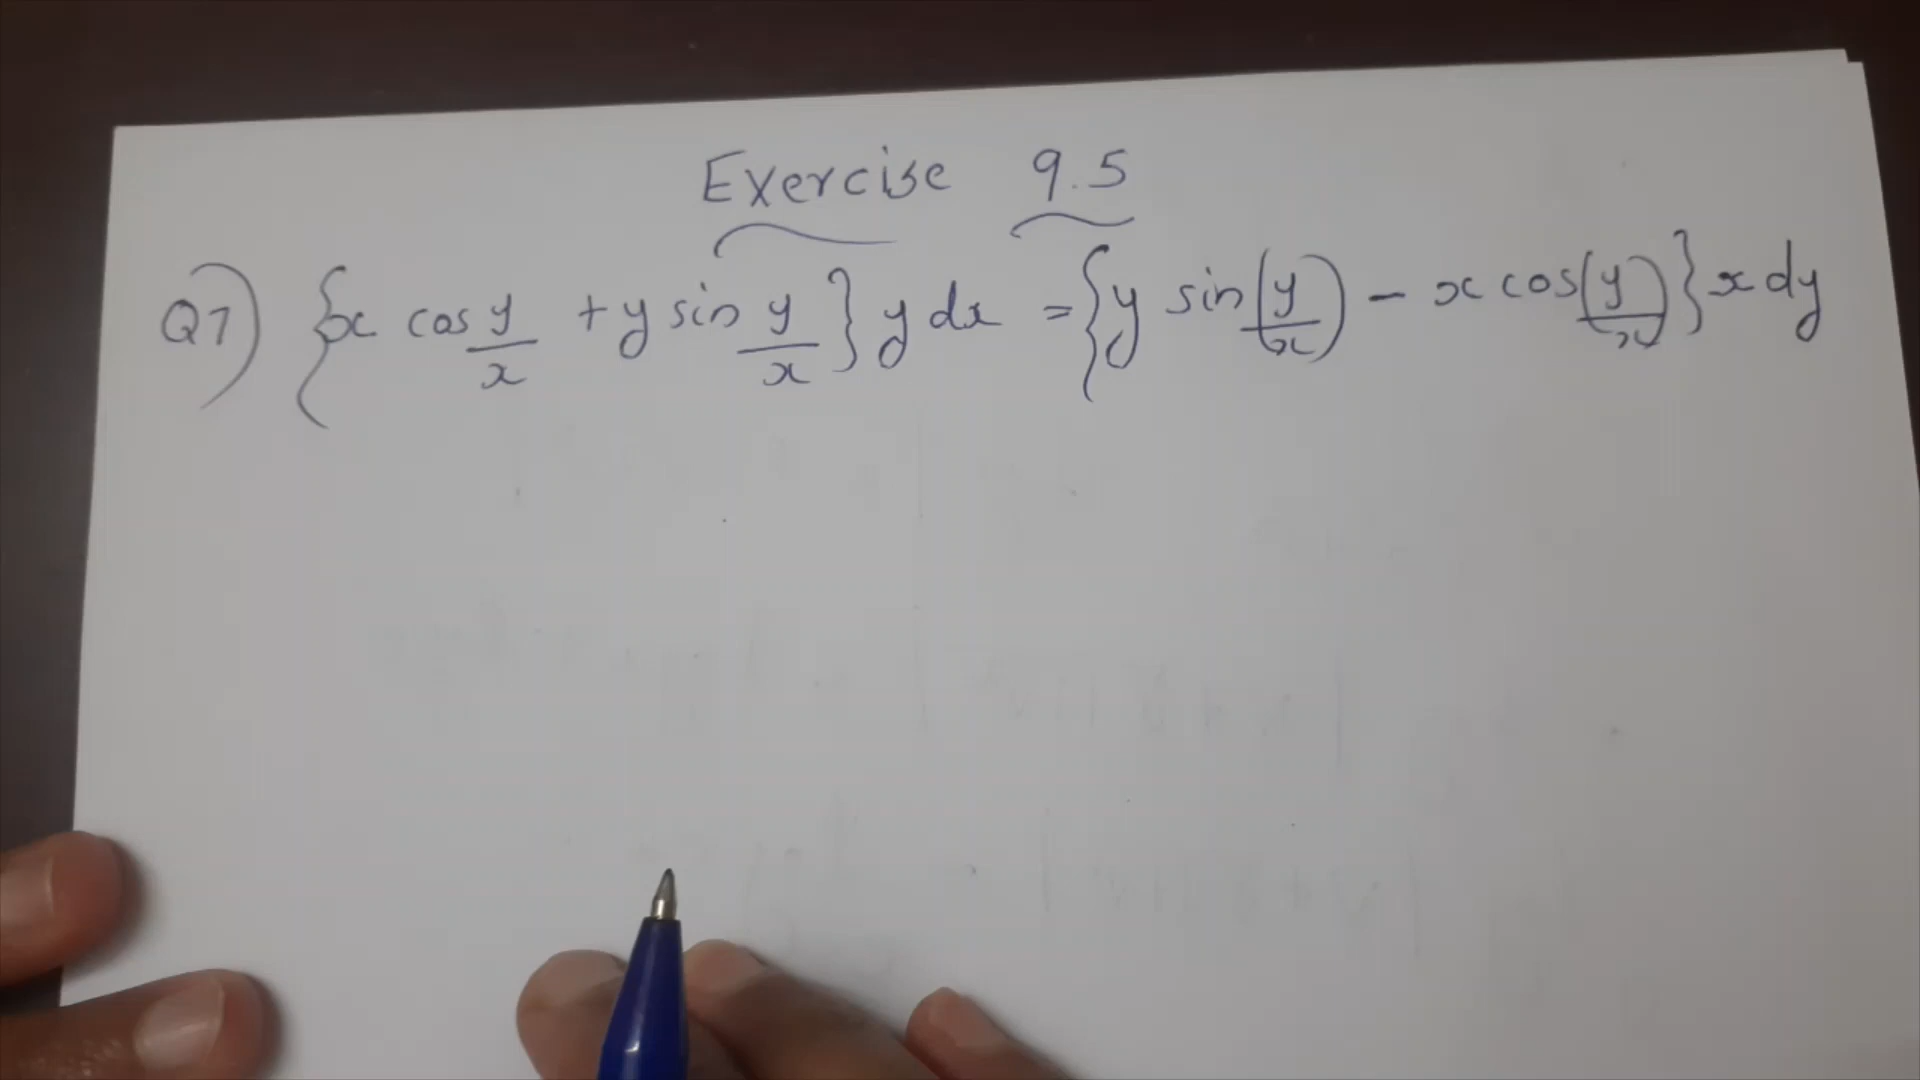 Exercise 9.5
Q7) {x cos y/x + y sin y/x} y dx = {y sin(y/x) - x cos(y/x)} x dy